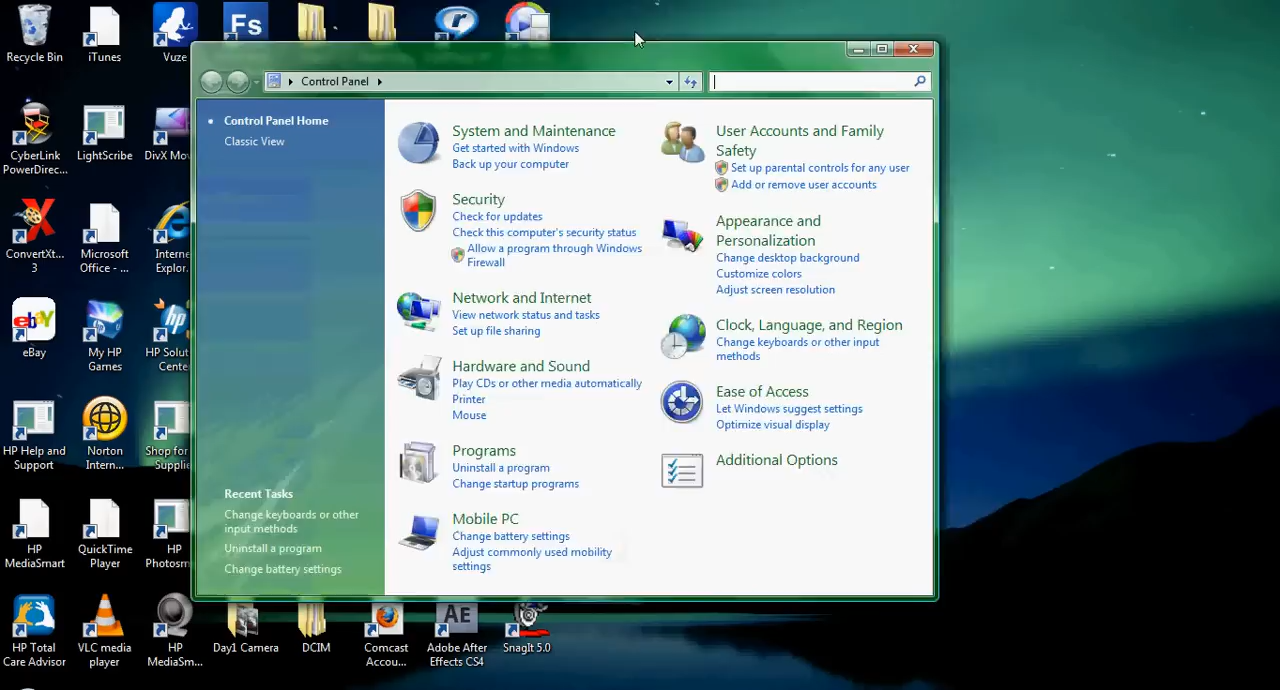 Fs
Recycle Bin
iTunes
Vuze
Control Panel
CyberLink
PowerDirec...
LightScribe
DivX Mov
ConvertXt...
3
Microsoft
Office - ...
Intern
Explor.
ebY
eBay
My HP
Games
HP Solut
Cente
HP Help and
Support
Norton
Intern...
Shop for
Supplie
HP
MediaSmart
QuickTime
Player
HP
Photosm
HP Total
Care Advisor
VLC media
player
HP
MediaSm...
Day1 Camera
DCIM
Comcast
Accou...
AE
Adobe After
Effects CS4
SnagIt 5.0
Control Panel Home
Classic View
Recent Tasks
Change keyboards or other
input methods
Uninstall a program
Change battery settings
System and Maintenance
Get started with Windows
Back up your computer
Security
Check for updates
Check this computer's security status
Allow a program through Windows
Firewall
Network and Internet
View network status and tasks
Set up file sharing
Hardware and Sound
Play CDs or other media automatically
Printer
Mouse
Programs
Uninstall a program
Change startup programs
Mobile PC
Change battery settings
Adjust commonly used mobility
settings
User Accounts and Family
Safety
Set up parental controls for any user
Add or remove user accounts
Appearance and
Personalization
Change desktop background
Customize colors
Adjust screen resolution
Clock, Language, and Region
Change keyboards or other input
methods
Ease of Access
Let Windows suggest settings
Optimize visual display
Additional Options